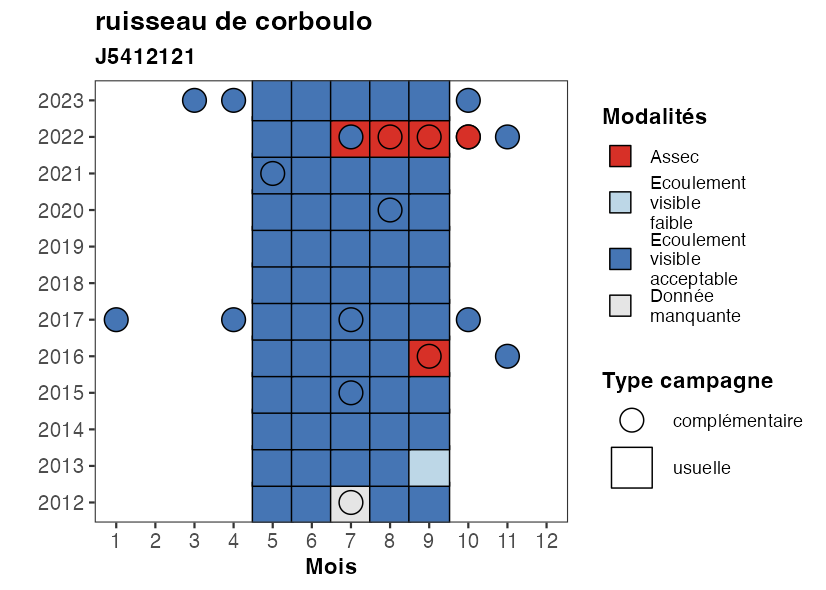 ruisseau de corboulo
J5412121
2023
2022
2021
2020
2019
2018
2017
2016
2015
2014
2013
2012
1 2 3 4 5 6 7 8 9 10 11 12
Mois
Modalités
Assec
Ecoulement
visible
faible
Ecoulement
visible
acceptable
Donnée
manquante
Type campagne
complémentaire
usuelle